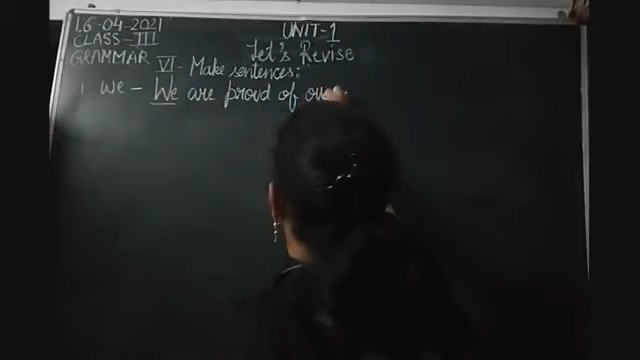 16-04-2021 UNIT-1
CLASS-III Let's Revise
GRAMMAR VI - Make sentences:
1 we - We are proud of our